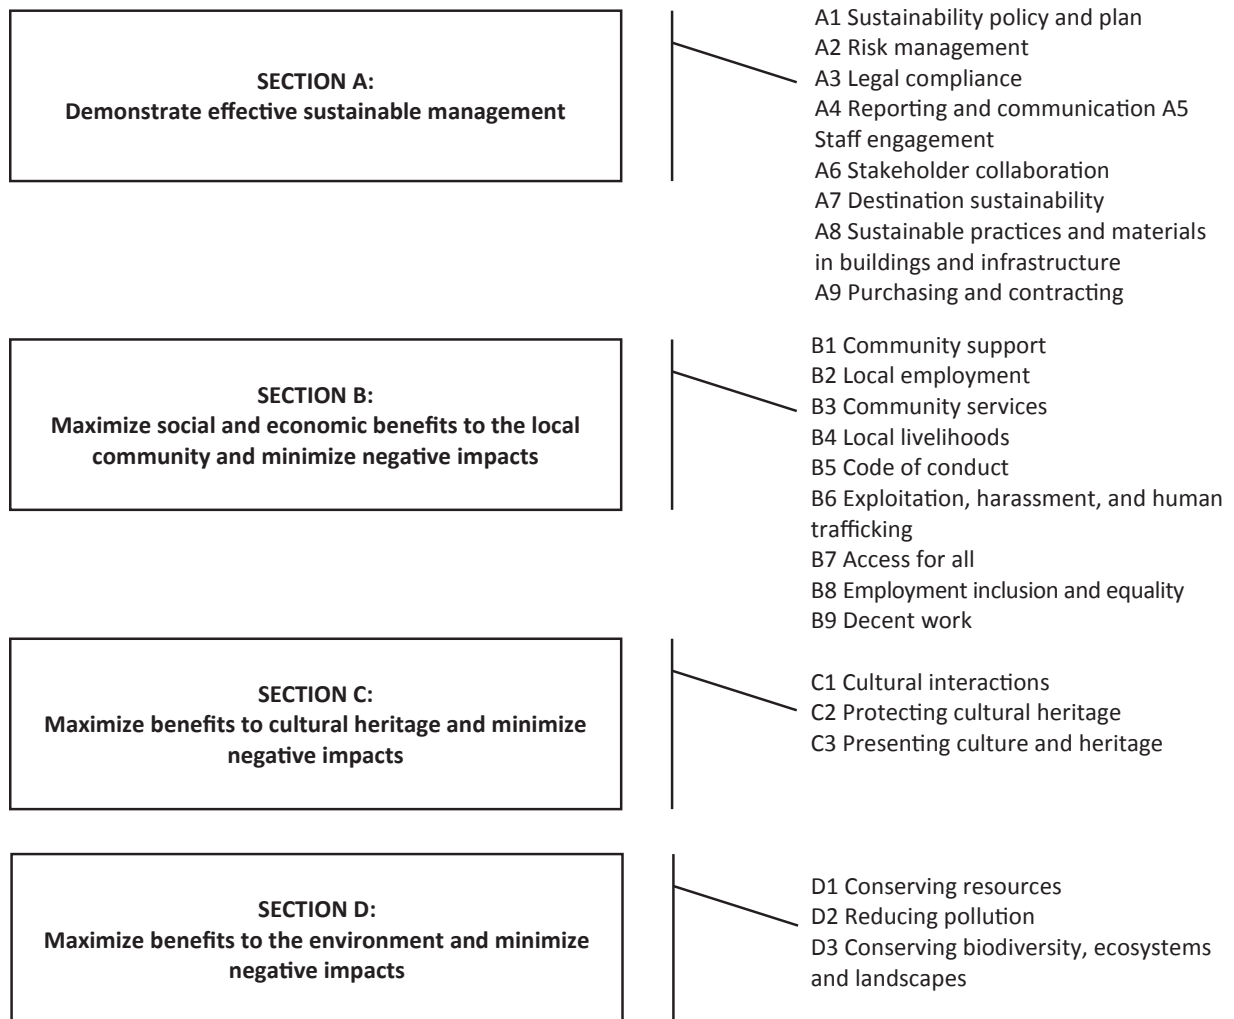 SECTION A:
Demonstrate effective sustainable management
A1 Sustainability policy and plan
A2 Risk management
A3 Legal compliance
A4 Reporting and communication A5
Staff engagement
A6 Stakeholder collaboration
A7 Destination sustainability
A8 Sustainable practices and materials
in buildings and infrastructure
A9 Purchasing and contracting
SECTION B:
Maximize social and economic benefits to the local
community and minimize negative impacts
B1 Community support
B2 Local employment
B3 Community services
B4 Local livelihoods
B5 Code of conduct
B6 Exploitation, harassment, and human
trafficking
B7 Access for all
B8 Employment inclusion and equality
B9 Decent work
SECTION C:
Maximize benefits to cultural heritage and minimize
negative impacts
C1 Cultural interactions
C2 Protecting cultural heritage
C3 Presenting culture and heritage
SECTION D:
Maximize benefits to the environment and minimize
negative impacts
D1 Conserving resources
D2 Reducing pollution
D3 Conserving biodiversity, ecosystems
and landscapes